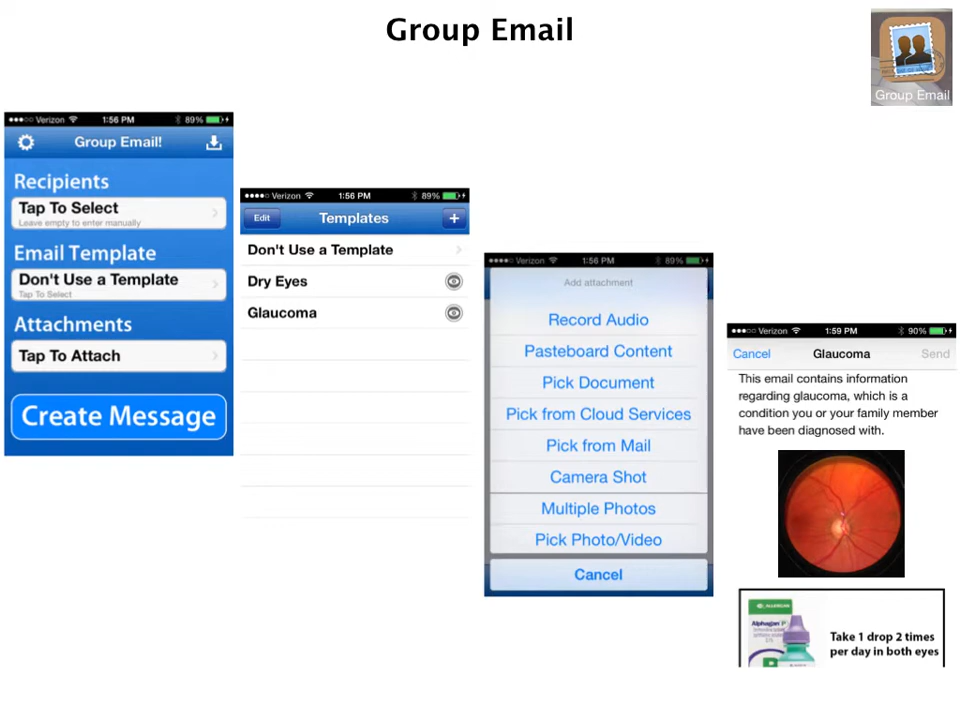 Group Email
Group Email
●●●○○ Verizon 1:56 PM 89%
Group Email!
Recipients
Tap To Select
Leave empty to enter manually
Email Template
Don't Use a Template
Tap To Select
Attachments
Tap To Attach
Create Message
●●●●○ Verizon 1:56 PM 89%
Edit Templates +
Don't Use a Template
Dry Eyes
Glaucoma
●●●●○ Verizon 1:56 PM 89%
Add attachment
Record Audio
Pasteboard Content
Pick Document
Pick from Cloud Services
Pick from Mail
Camera Shot
Multiple Photos
Pick Photo/Video
Cancel
●●●○○ Verizon 1:59 PM 90%
Cancel Glaucoma Send
This email contains information
regarding glaucoma, which is a
condition you or your family member
have been diagnosed with.
ALLERGAN
Alphagan P
Take 1 drop 2 times
per day in both eyes